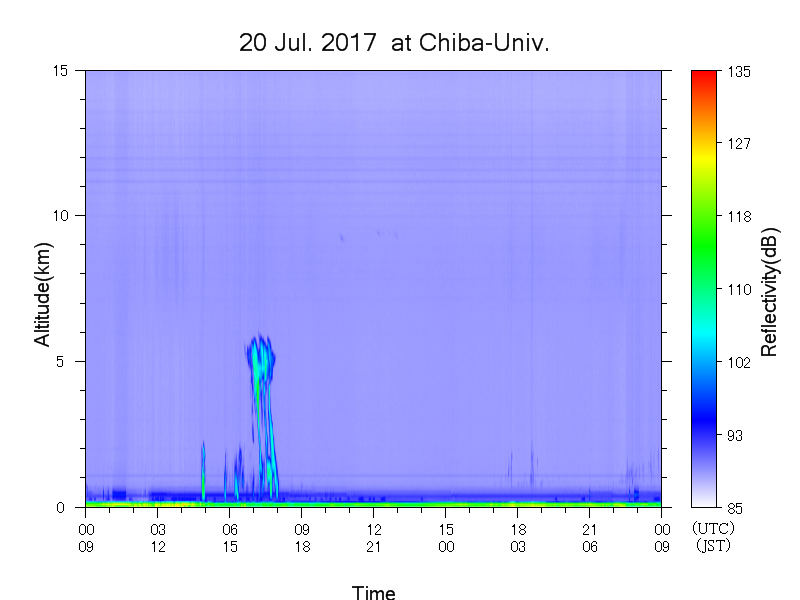 20 Jul. 2017 at Chiba-Univ.
15
10
5
0
Altitude(km)
135
127
118
110
102
93
85
Reflectivity(dB)
00 03 06 09 12 15 18 21 00 (UTC)
09 12 15 18 21 00 03 06 09 (JST)
Time